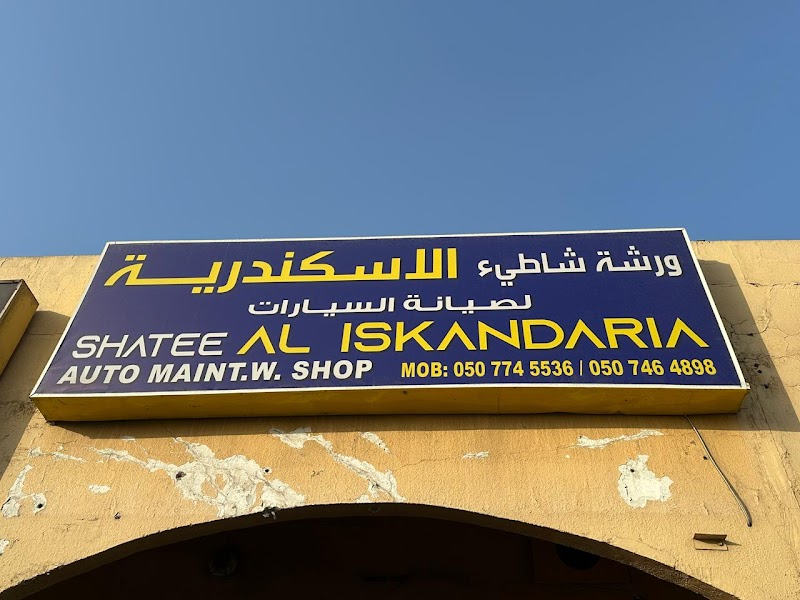 ورشة شاطيء الاسكندرية
لصيانة السيارات
SHATEE AL ISKANDARIA
AUTO MAINT.W. SHOP MOB: 050 774 5536 / 050 746 4898